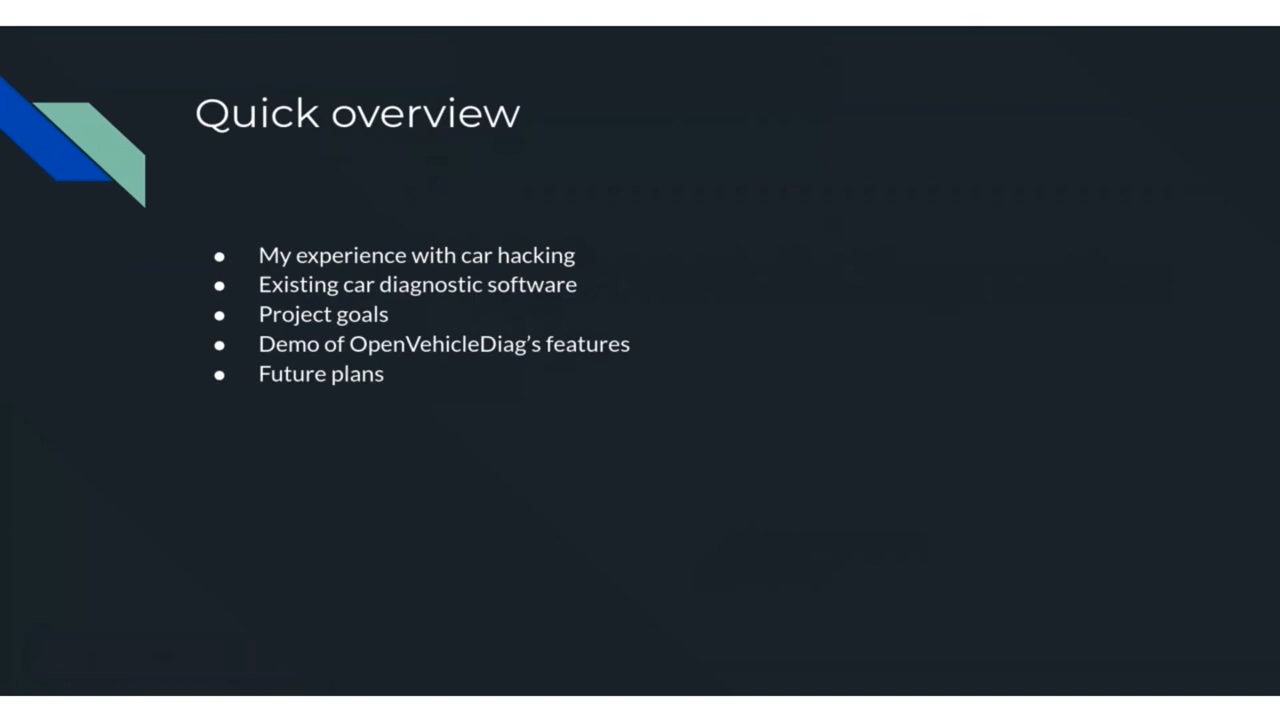 Quick overview
● My experience with car hacking
● Existing car diagnostic software
● Project goals
● Demo of OpenVehicleDiag’s features
● Future plans